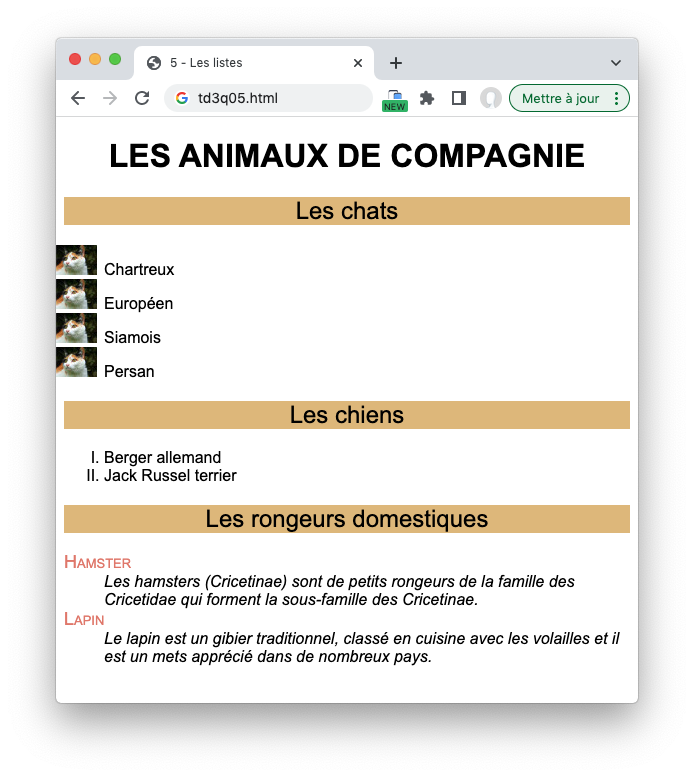 5 - Les listes
td3q05.html
NEW
Mettre à jour
LES ANIMAUX DE COMPAGNIE
Les chats
Chartreux
Européen
Siamois
Persan
Les chiens
I. Berger allemand
II. Jack Russel terrier
Les rongeurs domestiques
HAMSTER
Les hamsters (Cricetinae) sont de petits rongeurs de la famille des
Cricetidae qui forment la sous-famille des Cricetinae.
LAPIN
Le lapin est un gibier traditionnel, classé en cuisine avec les volailles et il
est un mets apprécié dans de nombreux pays.